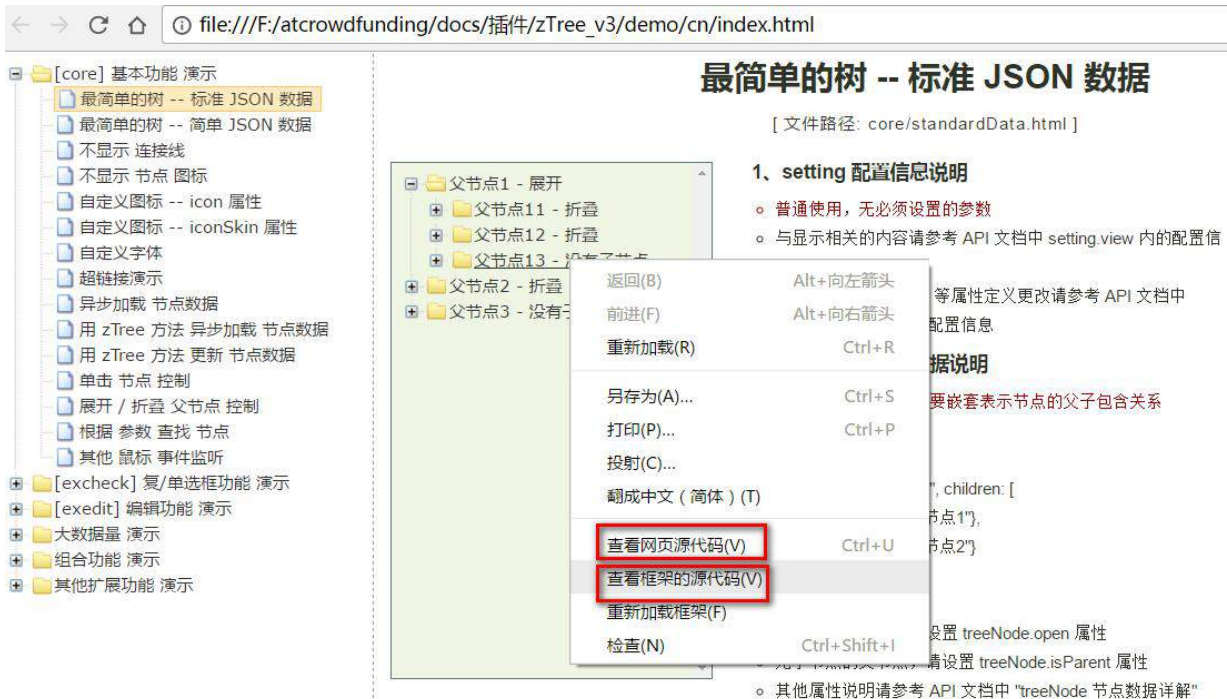 file:///F:/atcrowdfunding/docs/插件/zTree_v3/demo/cn/index.html
[core] 基本功能 演示
最简单的树 -- 标准 JSON 数据
最简单的树 -- 简单 JSON 数据
不显示 连接线
不显示 节点 图标
自定义图标 -- icon 属性
自定义图标 -- iconSkin 属性
自定义字体
超链接演示
异步加载 节点数据
用 zTree 方法 异步加载 节点数据
用 zTree 方法 更新 节点数据
单击 节点 控制
展开 / 折叠 父节点 控制
根据 参数 查找 节点
其他 鼠标 事件监听
[excheck] 复/单选框功能 演示
[exedit] 编辑功能 演示
大数据量 演示
组合功能 演示
其他扩展功能 演示
最简单的树 -- 标准 JSON 数据
[ 文件路径: core/standardData.html ]
父节点1 - 展开
父节点11 - 折叠
父节点12 - 折叠
父节点13 - 没有子节点
父节点2 - 折叠
父节点3 - 没有子
返回(B) Alt+向左箭头
前进(F) Alt+向右箭头
重新加载(R) Ctrl+R
另存为(A)... Ctrl+S
打印(P)... Ctrl+P
投射(C)...
翻成中文（简体）(T)
查看网页源代码(V) Ctrl+U
查看框架的源代码(V)
重新加载框架(F)
检查(N) Ctrl+Shift+I
1、setting 配置信息说明
普通使用，无必须设置的参数
与显示相关的内容请参考 API 文档中 setting.view 内的配置信
等属性定义更改请参考 API 文档中
配置信息
据说明
要嵌套表示节点的父子包含关系
", children: [
节点1"},
节点2"}
设置 treeNode.open 属性
无子节点的父节点，请设置 treeNode.isParent 属性
其他属性说明请参考 API 文档中 "treeNode 节点数据详解"